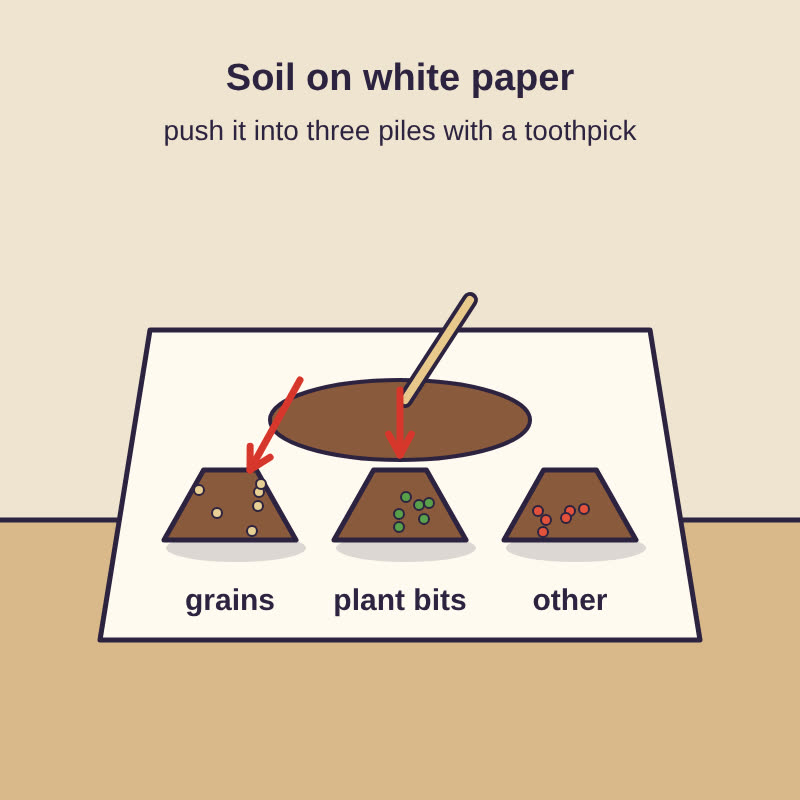 Soil on white paper
push it into three piles with a toothpick
grains
plant bits
other